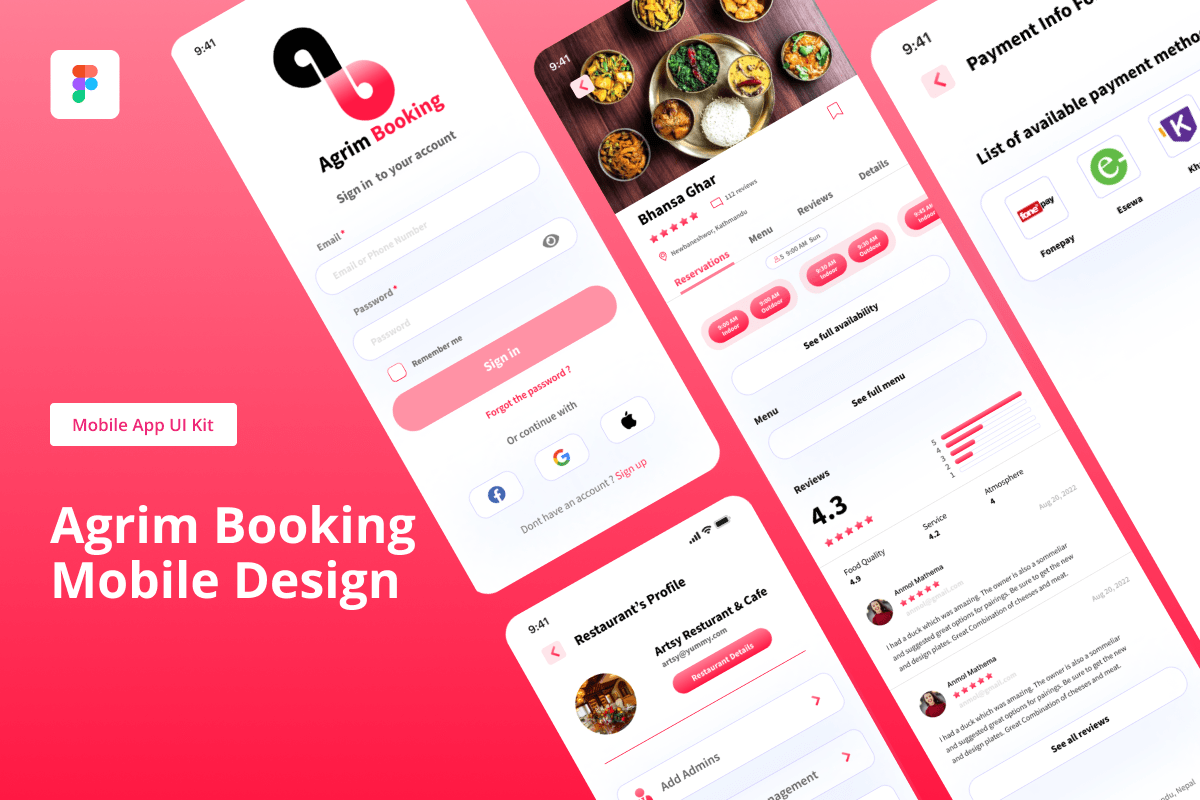 Mobile App UI Kit
Agrim Booking
Mobile Design
9:41
Agrim Booking
Sign in to your account
Email *
Email or Phone Number
Password *
Password
Remember me
Sign in
Forgot the password ?
Or continue with
Dont have an account ? Sign up
9:41
Bhansa Ghar
112 reviews
Newbaneshwor, Kathmandu
Reservations
Menu
Reviews
Details
5 9:00 AM Sun
9:00 AM
Indoor
9:00 AM
Outdoor
9:30 AM
Indoor
9:30 AM
Outdoor
9:45 AM
Indoor
See full availability
Menu
See full menu
Reviews
4.3
5
4
3
2
1
Food Quality
4.9
Service
4.2
Atmosphere
4
Aug 20, 2022
Anmol Mathema
anmol@gmail.com
I had a duck which was amazing. The owner is also a sommeliar
and suggested great options for pairings. Be sure to get the new
and design plates. Great Combination of cheeses and meat.
Aug 20, 2022
Anmol Mathema
anmol@gmail.com
I had a duck which was amazing. The owner is also a sommeliar
and suggested great options for pairings. Be sure to get the new
and design plates. Great Combination of cheeses and meat.
See all reviews
9:41
Restaurant's Profile
Artsy Resturant & Cafe
artsy@yummy.com
Restaurant Details
Add Admins
9:41
Payment Info
List of available payment
fone pay
Fonepay
Esewa
K
Nepal